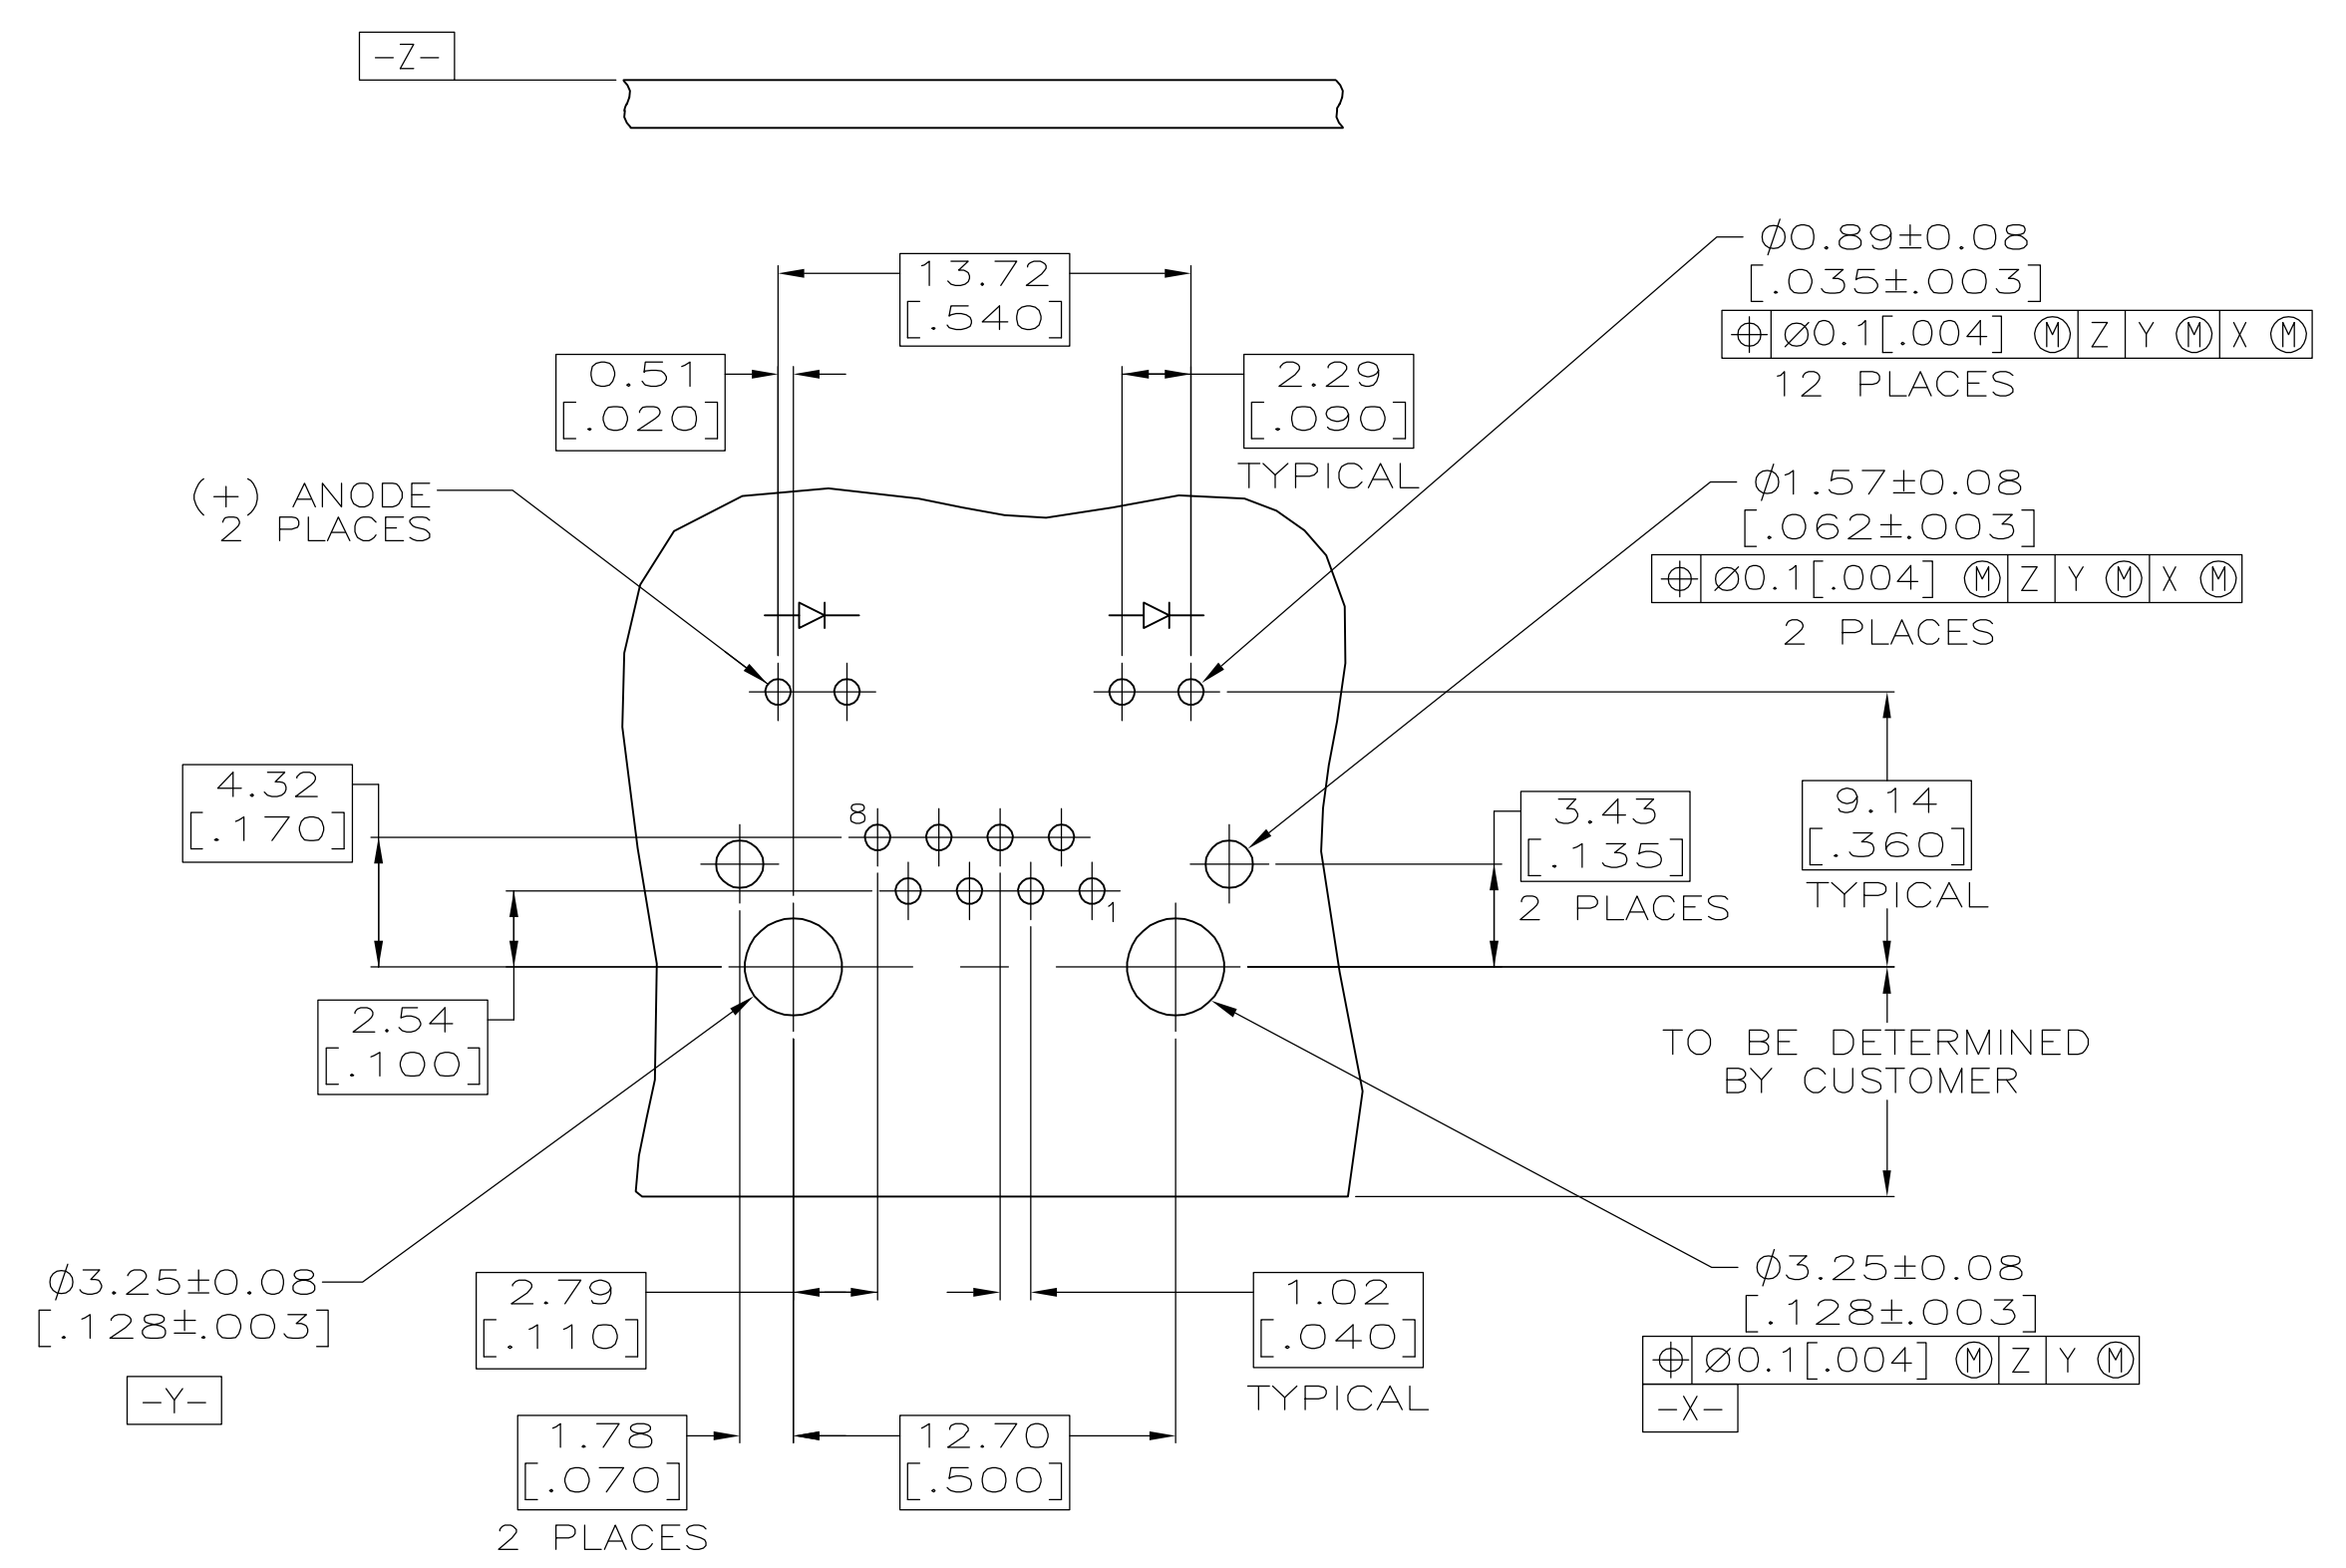 -Z-
13.72
[.540]
0.51
[.020]
2.29
[.090]
TYPICAL
Ø0.89±0.08
[.035±.003]
⌖ Ø0.1[.004] Ⓜ Z Y Ⓜ X Ⓜ
12 PLACES
(+) ANODE
2 PLACES
Ø1.57±0.08
[.062±.003]
⌖ Ø0.1[.004] Ⓜ Z Y Ⓜ X Ⓜ
2 PLACES
4.32
[.170]
8
1
3.43
[.135]
2 PLACES
9.14
[.360]
TYPICAL
2.54
[.100]
TO BE DETERMINED
BY CUSTOMER
Ø3.25±0.08
[.128±.003]
-Y-
2.79
[.110]
1.02
[.040]
TYPICAL
Ø3.25±0.08
[.128±.003]
⌖ Ø0.1[.004] Ⓜ Z Y Ⓜ
-X-
1.78
[.070]
2 PLACES
12.70
[.500]